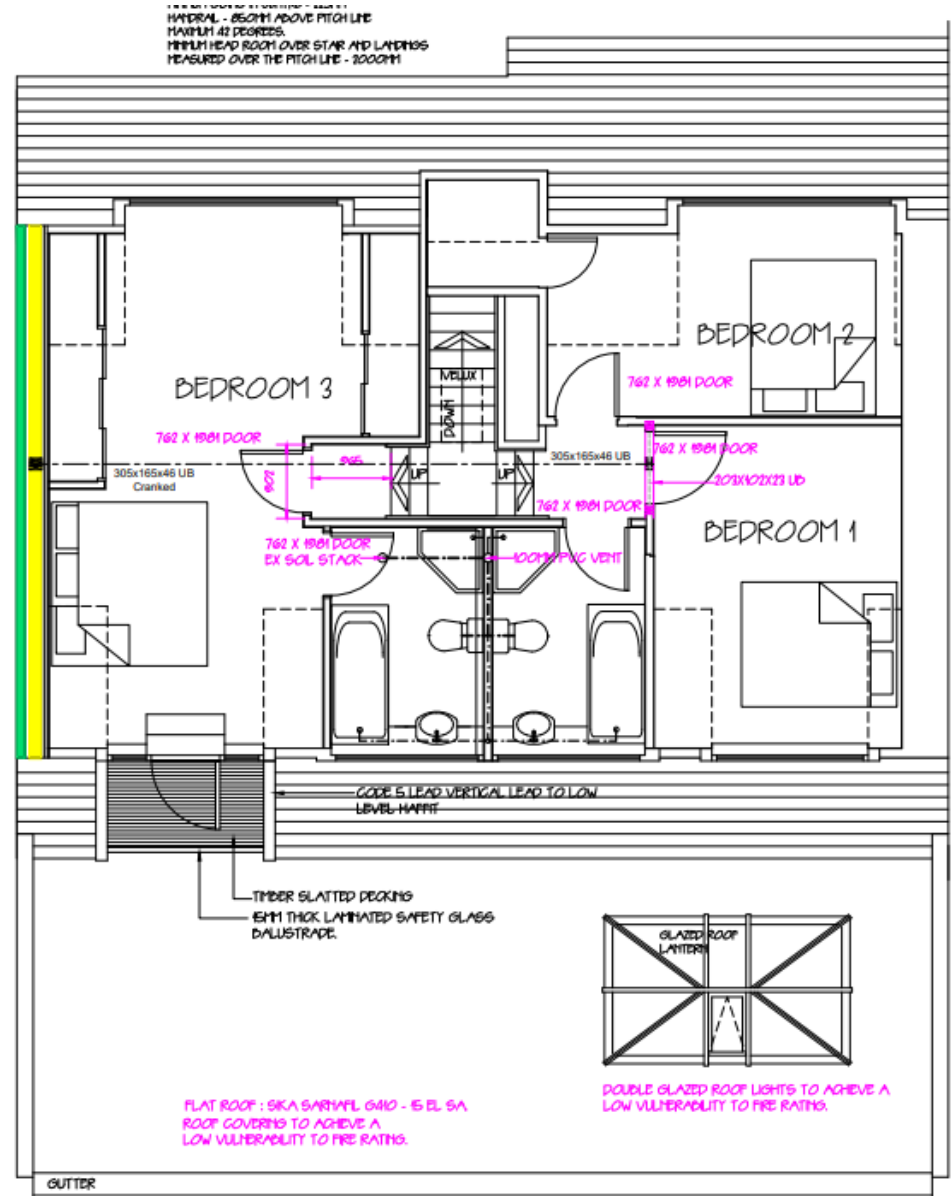 HANDRAIL - 850MM ABOVE PITCH LINE
MAXIMUM 42 DEGREES.
MINIMUM HEAD ROOM OVER STAIR AND LANDINGS
MEASURED OVER THE PITCH LINE - 2000MM
BEDROOM 2
762 X 1981 DOOR
VELUX
DOWN
BEDROOM 3
762 X 1981 DOOR
762 X 1981 DOOR
305x165x46 UB
Cranked
902
965
UP
UP
305x165x46 UB
203X102X23 UB
762 X 1981 DOOR
BEDROOM 1
762 X 1981 DOOR
EX SOIL STACK
100MM PVC VENT
CODE 5 LEAD VERTICAL LEAD TO LOW
LEVEL HAFFIT
TIMBER SLATTED DECKING
15MM THICK LAMINATED SAFETY GLASS
BALUSTRADE.
GLAZED ROOF
LANTERN
FLAT ROOF : SIKA SARNAFIL G410 - 15 EL SA
ROOF COVERING TO ACHIEVE A
LOW VULNERABILITY TO FIRE RATING.
DOUBLE GLAZED ROOF LIGHTS TO ACHIEVE A
LOW VULNERABILITY TO FIRE RATING.
GUTTER